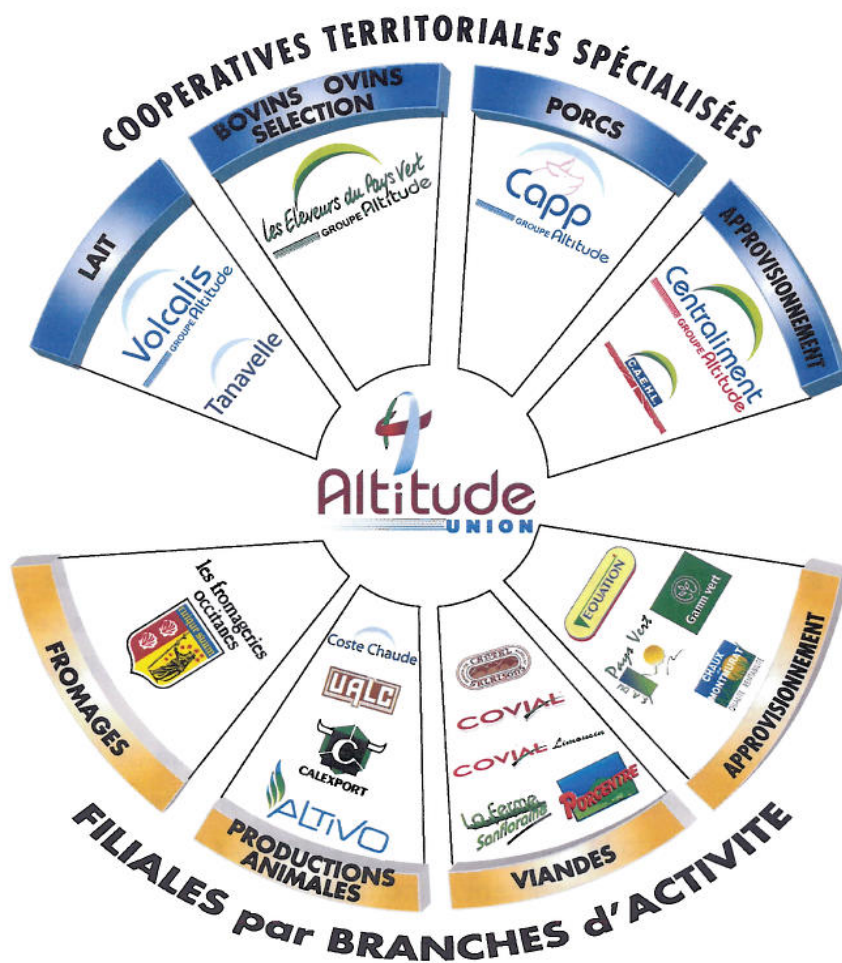 COOPERATIVES TERRITORIALES SPÉCIALISÉES
LAIT
Volcalis
GROUPE Altitude
Tanavelle
BOVINS OVINS
SELECTION
Les Eleveurs du Pays Vert
GROUPE Altitude
PORCS
Capp
GROUPE Altitude
APPROVISIONNEMENT
Centraliment
GROUPE Altitude
C.A.E.H.L.
Altitude
UNION
FROMAGES
les fromageries
occitanes
Coste Chaude
UALC
C
CALEXPORT
ALTIVO
PRODUCTIONS
ANIMALES
CANTAL
SALAISONS
COVIAL
COVIAL Limousin
La Ferme
Sanfloraine
PORCENTRE
VIANDES
EQUATION
Gamm vert
Pays Vert
CHAUX
MONTMURAT
APPROVISIONNEMENT
FILIALES par BRANCHES d'ACTIVITE